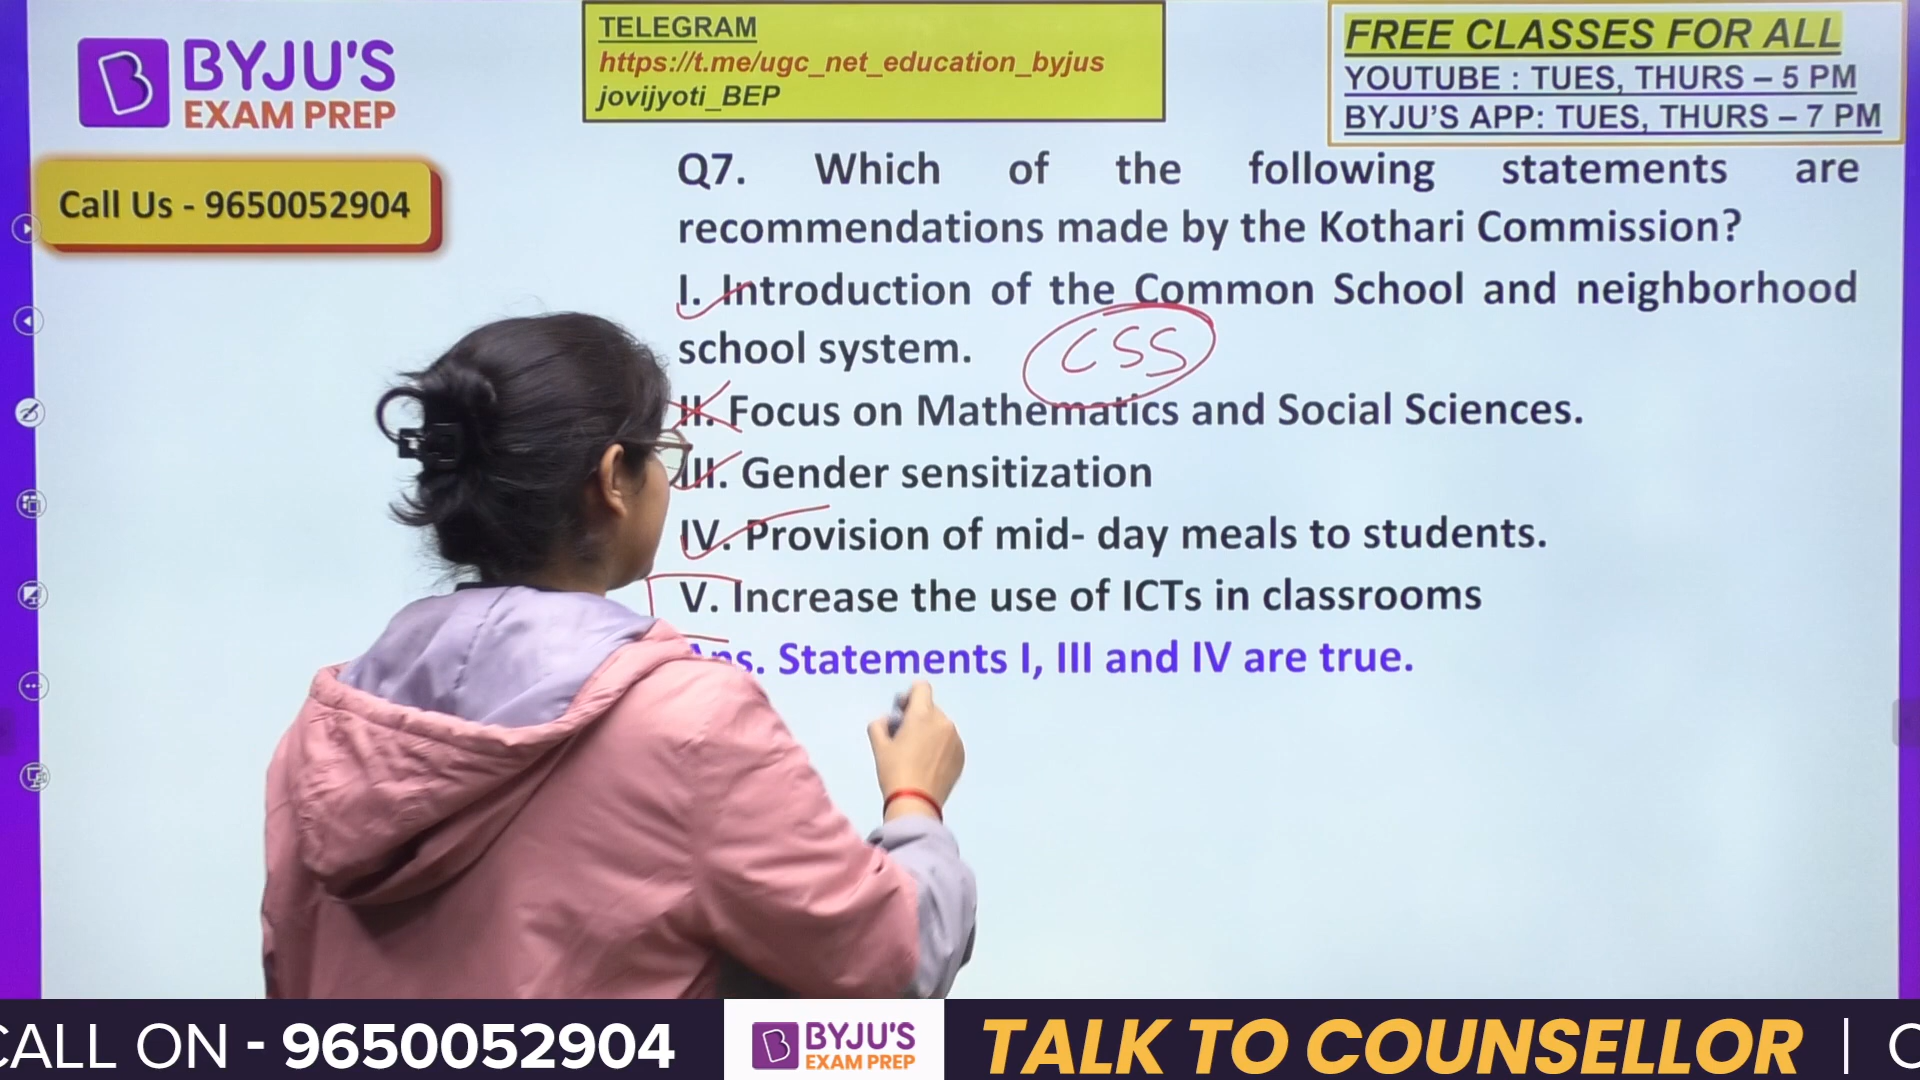 BYJU'S
EXAM PREP
TELEGRAM
https://t.me/ugc_net_education_byjus
jovijyoti_BEP
FREE CLASSES FOR ALL
YOUTUBE : TUES, THURS – 5 PM
BYJU'S APP: TUES, THURS – 7 PM
Call Us - 9650052904
Q7. Which of the following statements are
recommendations made by the Kothari Commission?
I. Introduction of the Common School and neighborhood
school system.
CSS
II. Focus on Mathematics and Social Sciences.
III. Gender sensitization
IV. Provision of mid- day meals to students.
V. Increase the use of ICTs in classrooms
Ans. Statements I, III and IV are true.
CALL ON - 9650052904
BYJU'S
EXAM PREP
TALK TO COUNSELLOR |